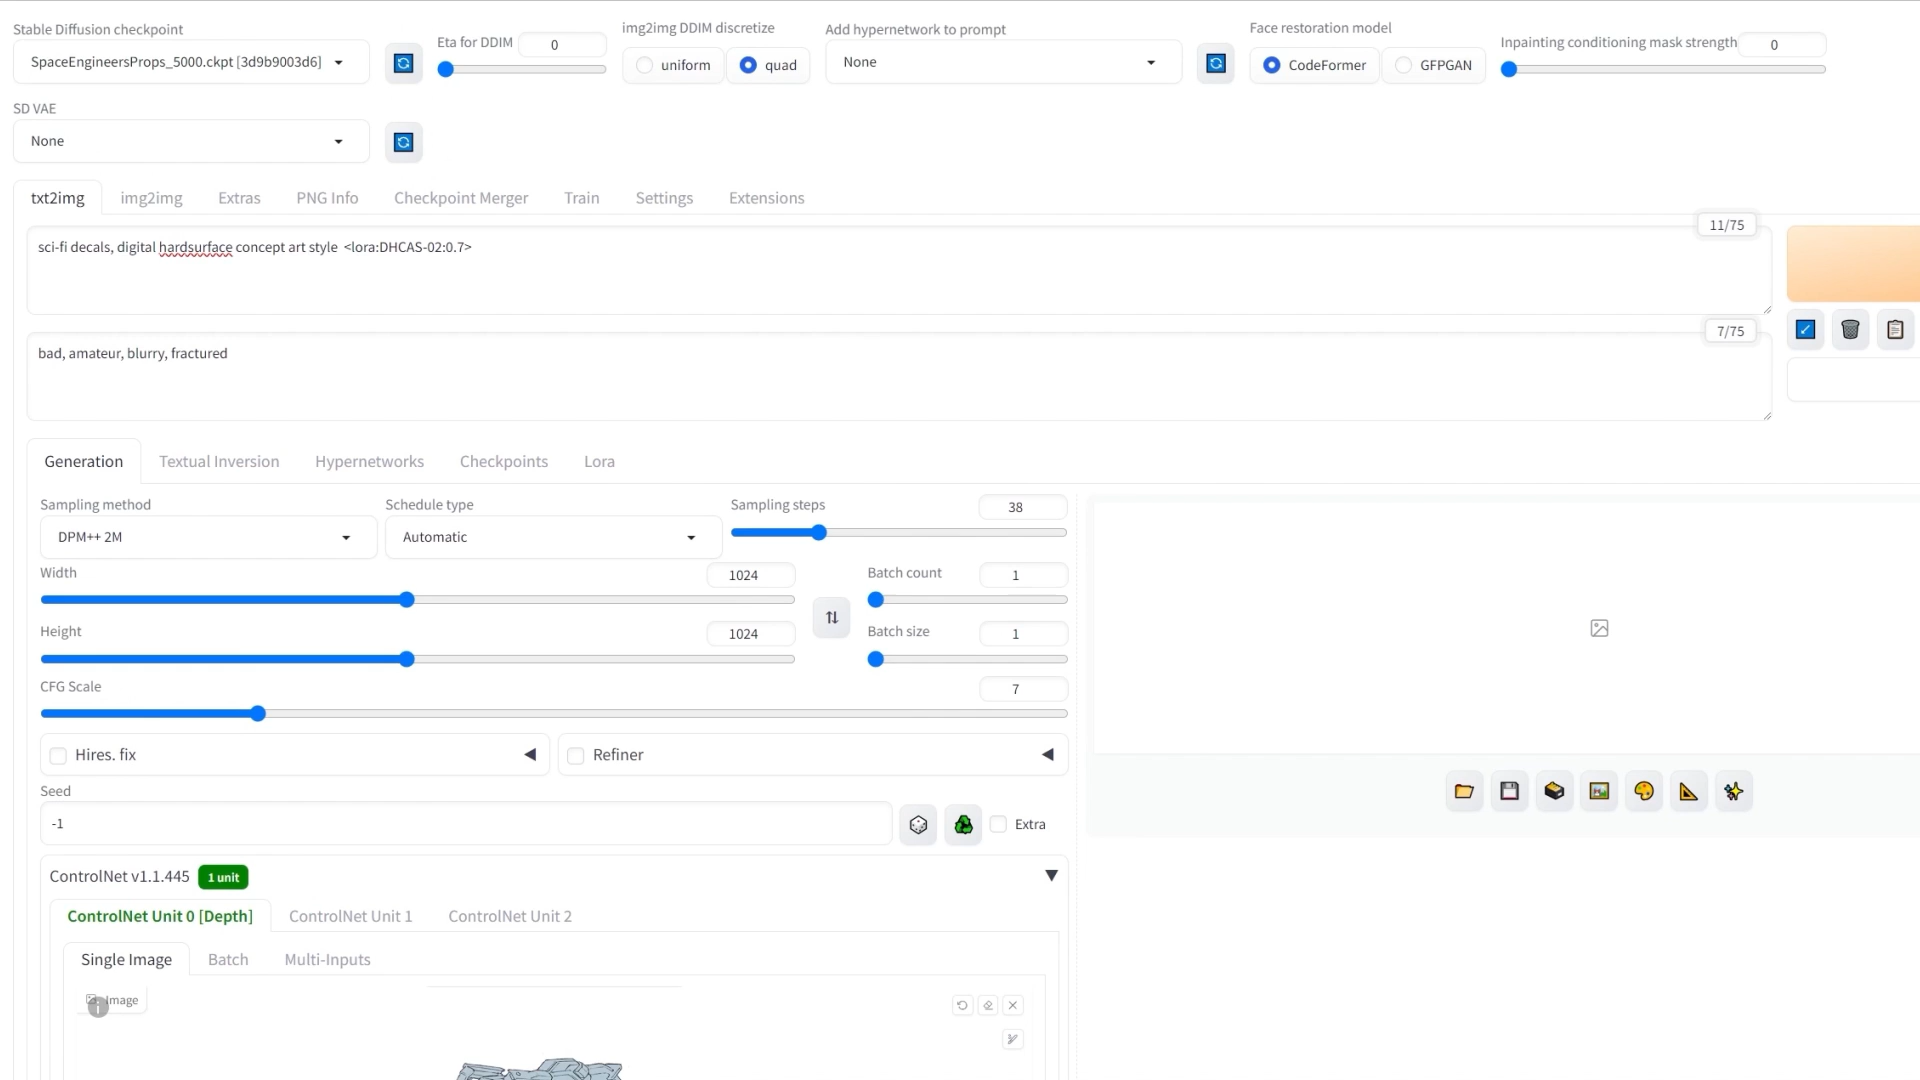 Stable Diffusion checkpoint
SpaceEngineersProps_5000.ckpt [3d9b9003d6]
Eta for DDIM
0
img2img DDIM discretize
uniform
quad
Add hypernetwork to prompt
None
Face restoration model
CodeFormer
GFPGAN
Inpainting conditioning mask strength
0
SD VAE
None
txt2img
img2img
Extras
PNG Info
Checkpoint Merger
Train
Settings
Extensions
11/75
sci-fi decals, digital hardsurface concept art style <lora:DHCAS-02:0.7>
7/75
bad, amateur, blurry, fractured
Generation
Textual Inversion
Hypernetworks
Checkpoints
Lora
Sampling method
DPM++ 2M
Schedule type
Automatic
Sampling steps
38
Width
1024
Batch count
1
Height
1024
Batch size
1
CFG Scale
7
Hires. fix
Refiner
Seed
-1
Extra
ControlNet v1.1.445
1 unit
ControlNet Unit 0 [Depth]
ControlNet Unit 1
ControlNet Unit 2
Single Image
Batch
Multi-Inputs
Image